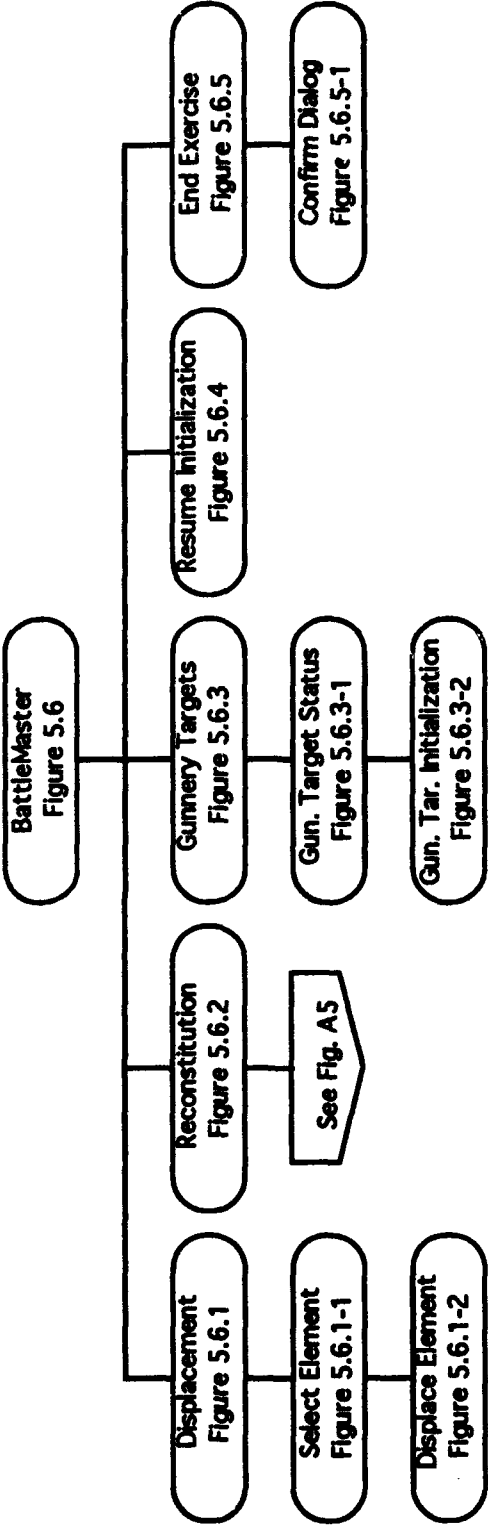 BattleMaster
Figure 5.6
Displacement
Figure 5.6.1
Reconstitution
Figure 5.6.2
Gunnery Targets
Figure 5.6.3
Resume Initialization
Figure 5.6.4
End Exercise
Figure 5.6.5
Select Element
Figure 5.6.1-1
See Fig. A5
Gun. Target Status
Figure 5.6.3-1
Confirm Dialog
Figure 5.6.5-1
Displace Element
Figure 5.6.1-2
Gun. Tar. Initialization
Figure 5.6.3-2